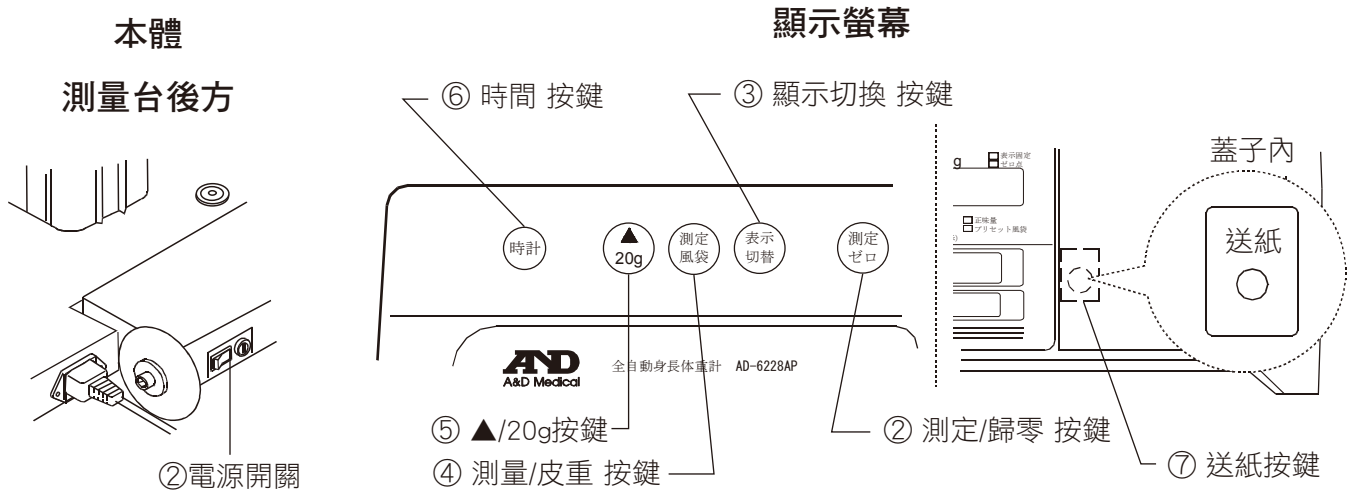 本體
測量台後方
②電源開關
顯示螢幕
⑥ 時間 按鍵
③ 顯示切換 按鍵
時計
▲
20g
測定
風袋
表示
切替
測定
ゼロ
AND
A&D Medical
全自動身長体重計 AD-6228AP
⑤ ▲/20g按鍵
④ 測量/皮重 按鍵
② 測定/歸零 按鍵
g
表示固定
ゼロ点
正味量
プリセット風袋
蓋子內
送紙
⑦ 送紙按鍵